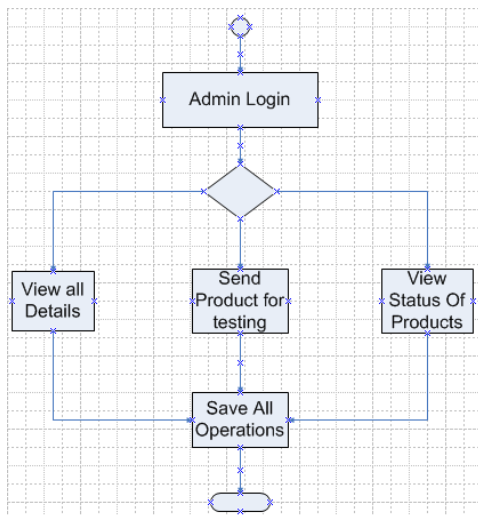 Admin Login
View all
Details
Send
Product for
testing
View
Status Of
Products
Save All
Operations